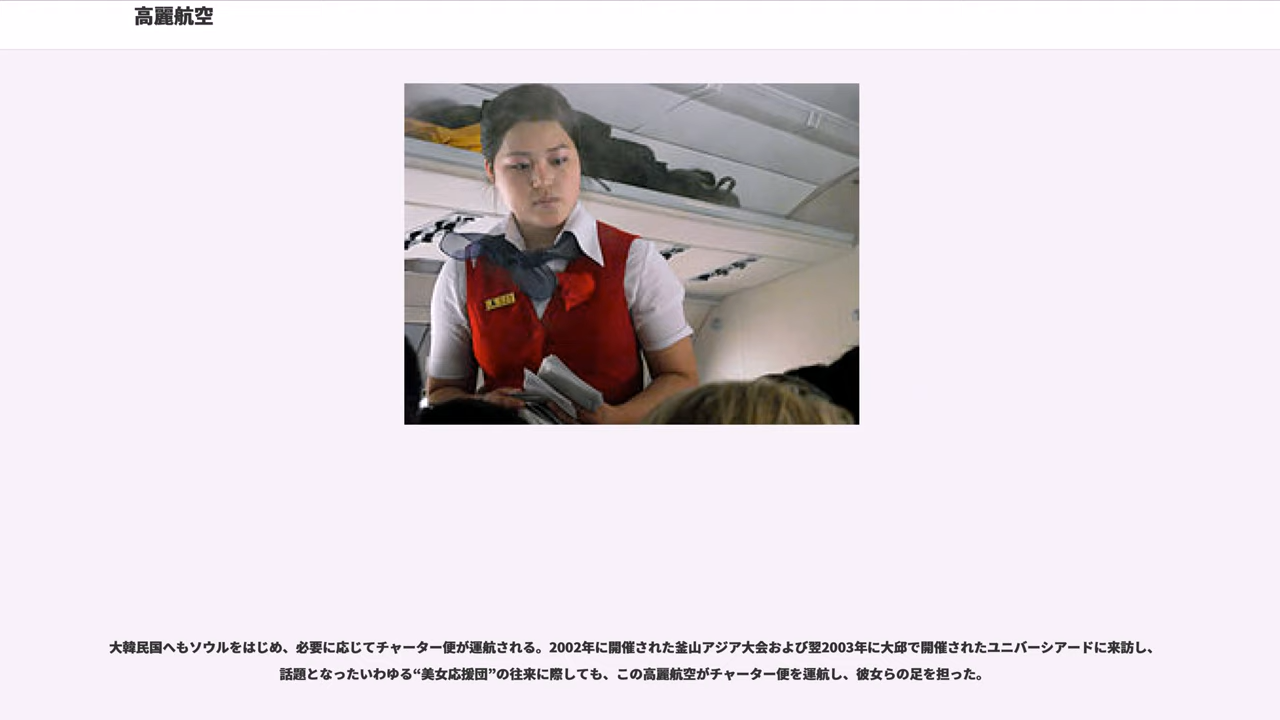 高麗航空
大韓民国へもソウルをはじめ、必要に応じてチャーター便が運航される。2002年に開催された釜山アジア大会および翌2003年に大邱で開催されたユニバーシアードに来訪し、
話題となったいわゆる“美女応援団”の往来に際しても、この高麗航空がチャーター便を運航し、彼女らの足を担った。